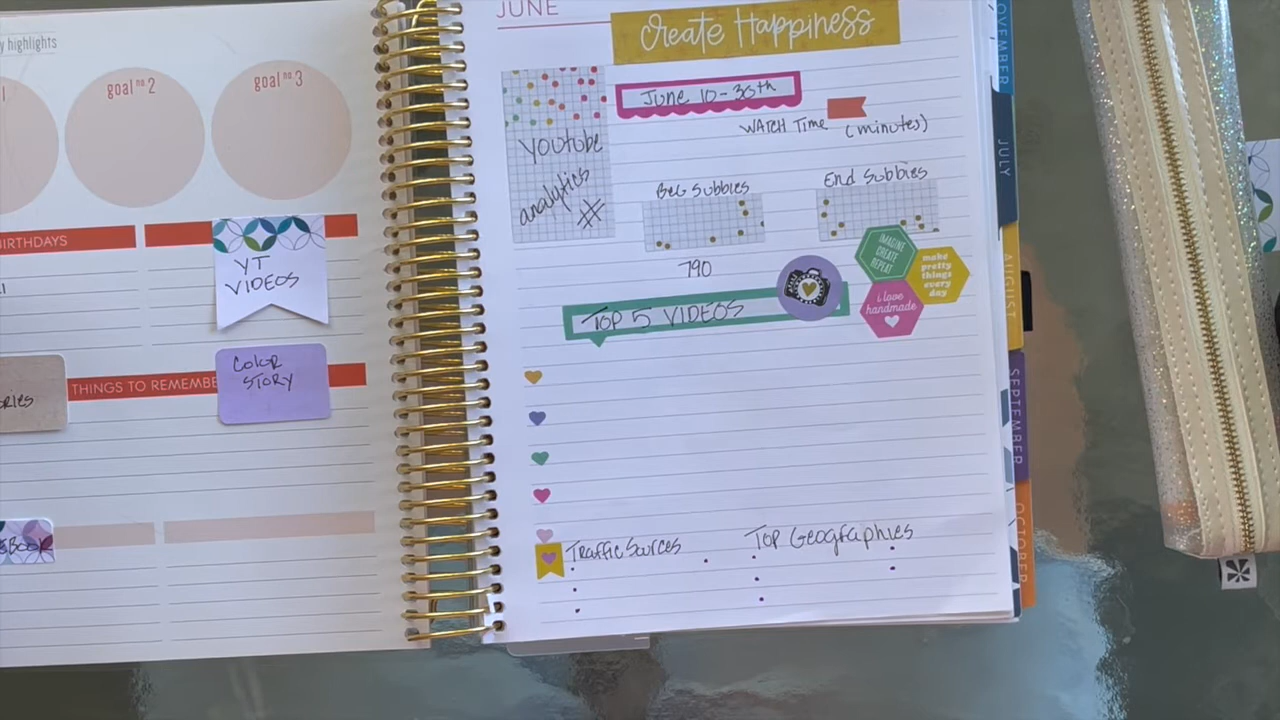 y highlights
goal no. 2
goal no. 3
BIRTHDAYS
YT
VIDEOS
THINGS TO REMEMBE
COLOR
STORY
JUNE
Create Happiness
June 10-30th
WATCH Time (minutes)
YouTube
analytics
#
Beg Subbies
End Subbies
790
IMAGINE
CREATE
REPEAT
make
pretty
things
every
day
i love
handmade
TOP 5 VIDEOS
Traffic Sources
Top Geographies
NOVEMBER
JULY
AUGUST
SEPTEMBER
OCTOBER